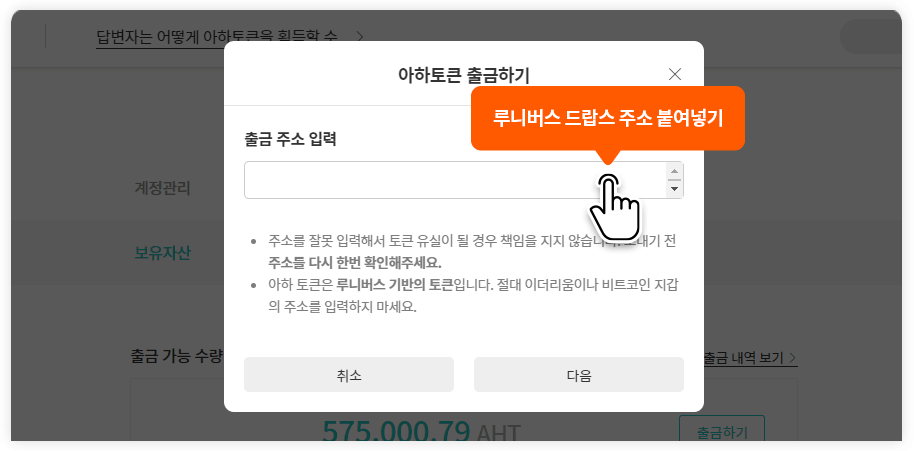 답변자는 어떻게 아하토큰을 획득할 수
아하토큰 출금하기
루니버스 드랍스 주소 붙여넣기
출금 주소 입력
계정관리
주소를 잘못 입력해서 토큰 유실이 될 경우 책임을 지지 않습니다. 전
보유자산
주소를 다시 한번 확인해주세요.
아하 토큰은 루니버스 기반의 토큰입니다. 절대 이더리움이나 비트코인 지갑
의 주소를 입력하지 마세요.
출금 가능 수량
출금 내역 보기
취소
다음
575,000.79 AHT
출금하기